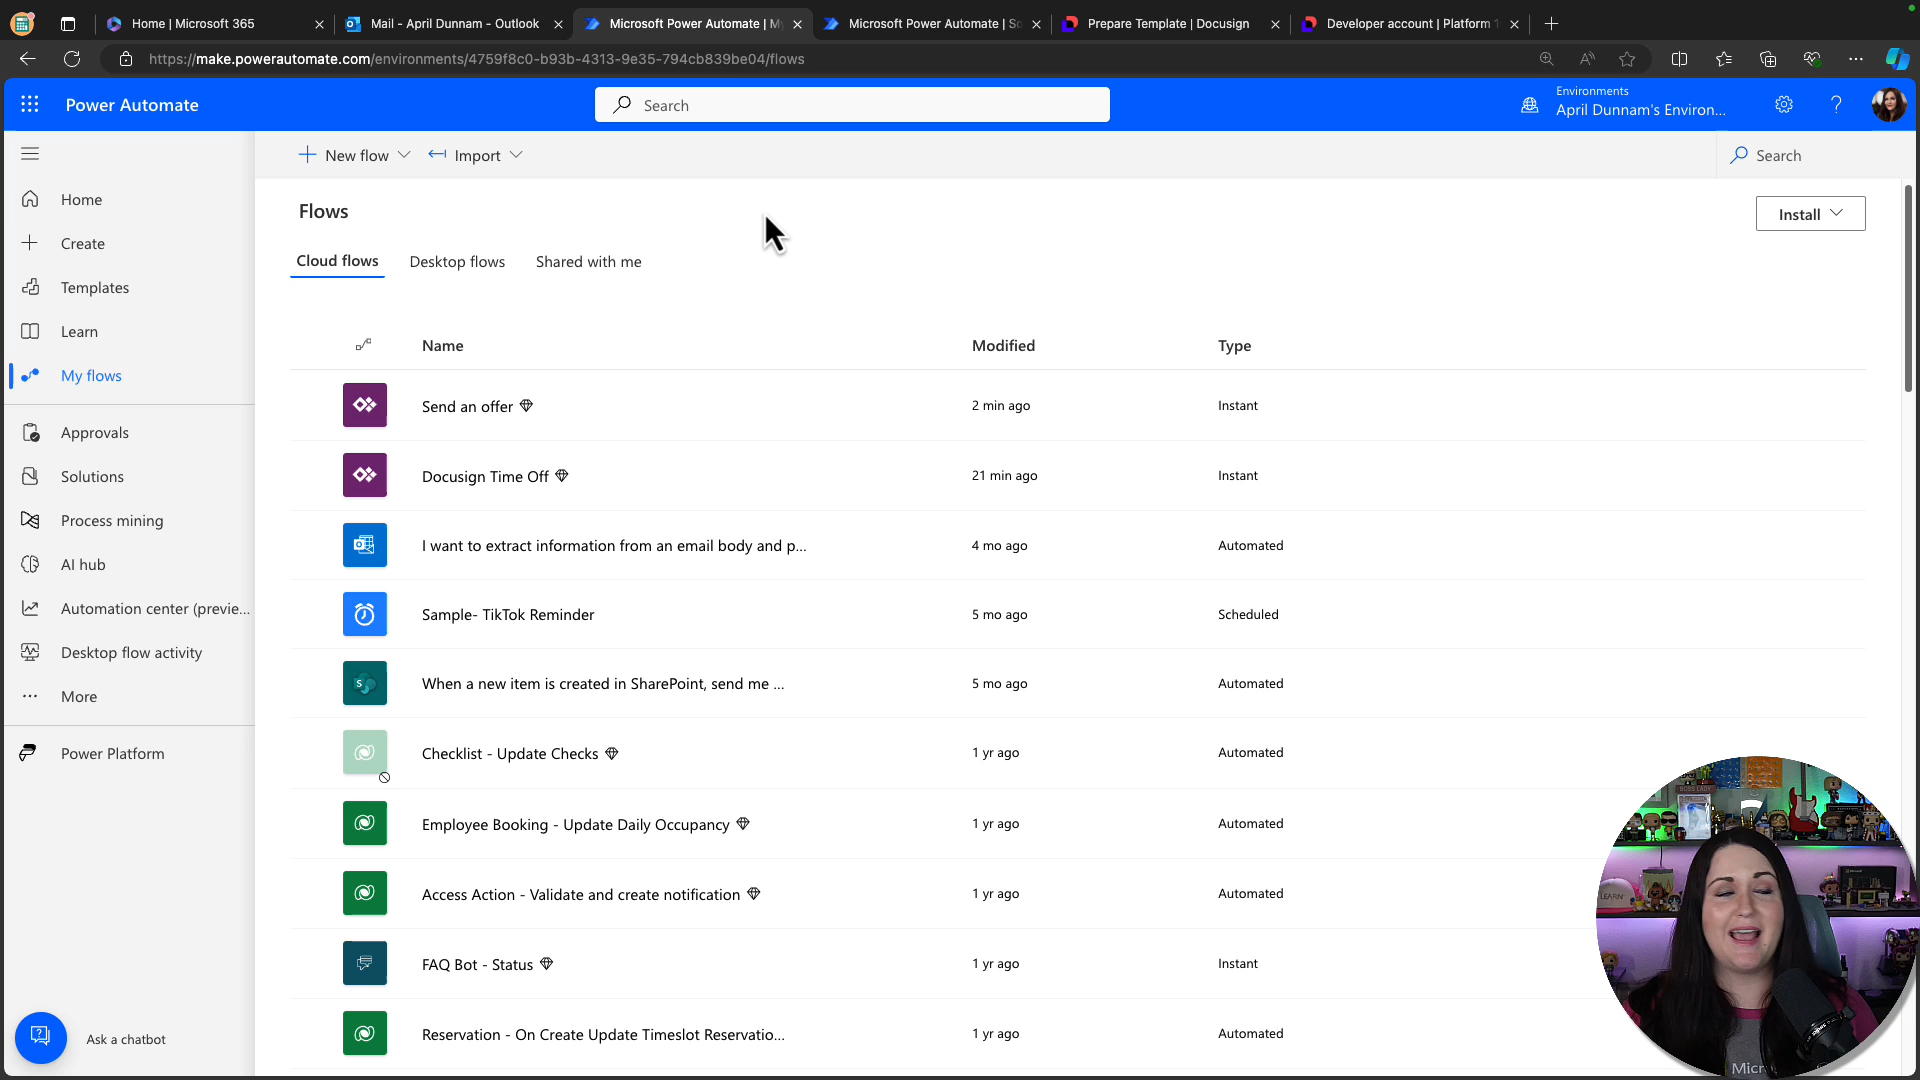 Home | Microsoft 365
Mail - April Dunnam - Outlook
Microsoft Power Automate | My
Microsoft Power Automate | So
Prepare Template | Docusign
Developer account | Platform
https://make.powerautomate.com/environments/4759f8c0-b93b-4313-9e35-794cb839be04/flows
Power Automate
Search
Environments
April Dunnam's Environ...
New flow
Import
Search
Home
Create
Templates
Learn
My flows
Approvals
Solutions
Process mining
AI hub
Automation center (previe...
Desktop flow activity
More
Power Platform
Ask a chatbot
Flows
Install
Cloud flows
Desktop flows
Shared with me
Name Modified Type
Send an offer 2 min ago Instant
Docusign Time Off 21 min ago Instant
I want to extract information from an email body and p... 4 mo ago Automated
Sample- TikTok Reminder 5 mo ago Scheduled
When a new item is created in SharePoint, send me ... 5 mo ago Automated
Checklist - Update Checks 1 yr ago Automated
Employee Booking - Update Daily Occupancy 1 yr ago Automated
Access Action - Validate and create notification 1 yr ago Automated
FAQ Bot - Status 1 yr ago Instant
Reservation - On Create Update Timeslot Reservatio... 1 yr ago Automated
BOSS LADY
LEARN
Micr